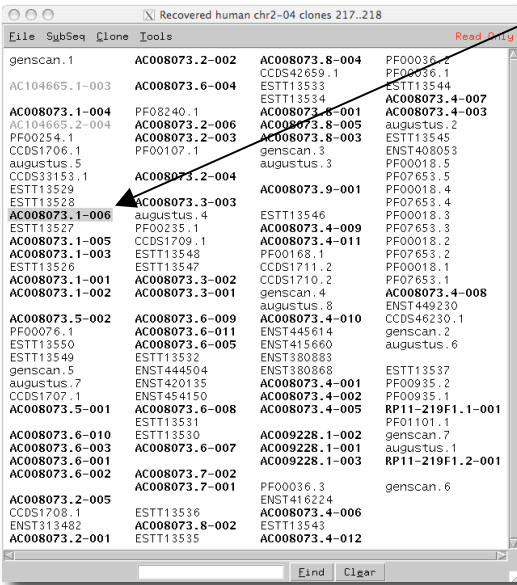 Recovered human chr2-04 clones 217..218
File SubSeq Clone Tools Read Only
genscan.1 AC008073.2-002 AC008073.8-004 PF00036.2
CCDS42659.1 PF00036.1
AC104665.1-003 AC008073.6-004 ESTT13533 ESTT13544
ESTT13534 AC008073.4-007
AC008073.1-004 PF08240.1 AC008073.8-001 AC008073.4-003
AC104665.2-004 AC008073.2-006 AC008073.8-005 augustus.2
PF00254.1 AC008073.2-003 AC008073.8-003 ESTT13545
CCDS1706.1 PF00107.1 genscan.3 ENST408053
augustus.5 augustus.3 PF00018.5
CCDS33153.1 AC008073.2-004 PF07653.5
ESTT13529 AC008073.9-001 PF00018.4
ESTT13528 AC008073.3-003 PF07653.4
AC008073.1-006 augustus.4 ESTT13546 PF00018.3
ESTT13527 PF00235.1 AC008073.4-009 PF07653.3
AC008073.1-005 CCDS1709.1 AC008073.4-011 PF00018.2
AC008073.1-003 ESTT13548 PF00168.1 PF07653.2
ESTT13526 ESTT13547 CCDS1711.2 PF00018.1
AC008073.1-001 AC008073.3-002 CCDS1710.2 PF07653.1
AC008073.1-002 AC008073.3-001 genscan.4 AC008073.4-008
augustus.8 ENST449230
AC008073.5-002 AC008073.6-009 AC008073.4-010 CCDS46230.1
PF00076.1 AC008073.6-011 ENST445614 genscan.2
ESTT13550 AC008073.6-005 ENST415660 augustus.6
ESTT13549 ESTT13532 ENST380883
genscan.5 ENST444504 ENST380868 ESTT13537
augustus.7 ENST420135 AC008073.4-001 PF00935.2
CCDS1707.1 ENST454150 AC008073.4-002 PF00935.1
AC008073.5-001 AC008073.6-008 AC008073.4-005 RP11-219F1.1-001
ESTT13531 PF01101.1
AC008073.6-010 ESTT13530 AC009228.1-002 genscan.7
AC008073.6-003 AC008073.6-007 AC009228.1-001 augustus.1
AC008073.6-001 AC009228.1-003 RP11-219F1.2-001
AC008073.6-002 AC008073.7-002
AC008073.7-001 PF00036.3 genscan.6
AC008073.2-005 ENST416224
CCDS1708.1 ESTT13536 AC008073.4-006
ENST313482 AC008073.8-002 ESTT13543
AC008073.2-001 ESTT13535 AC008073.4-012
Find Clear